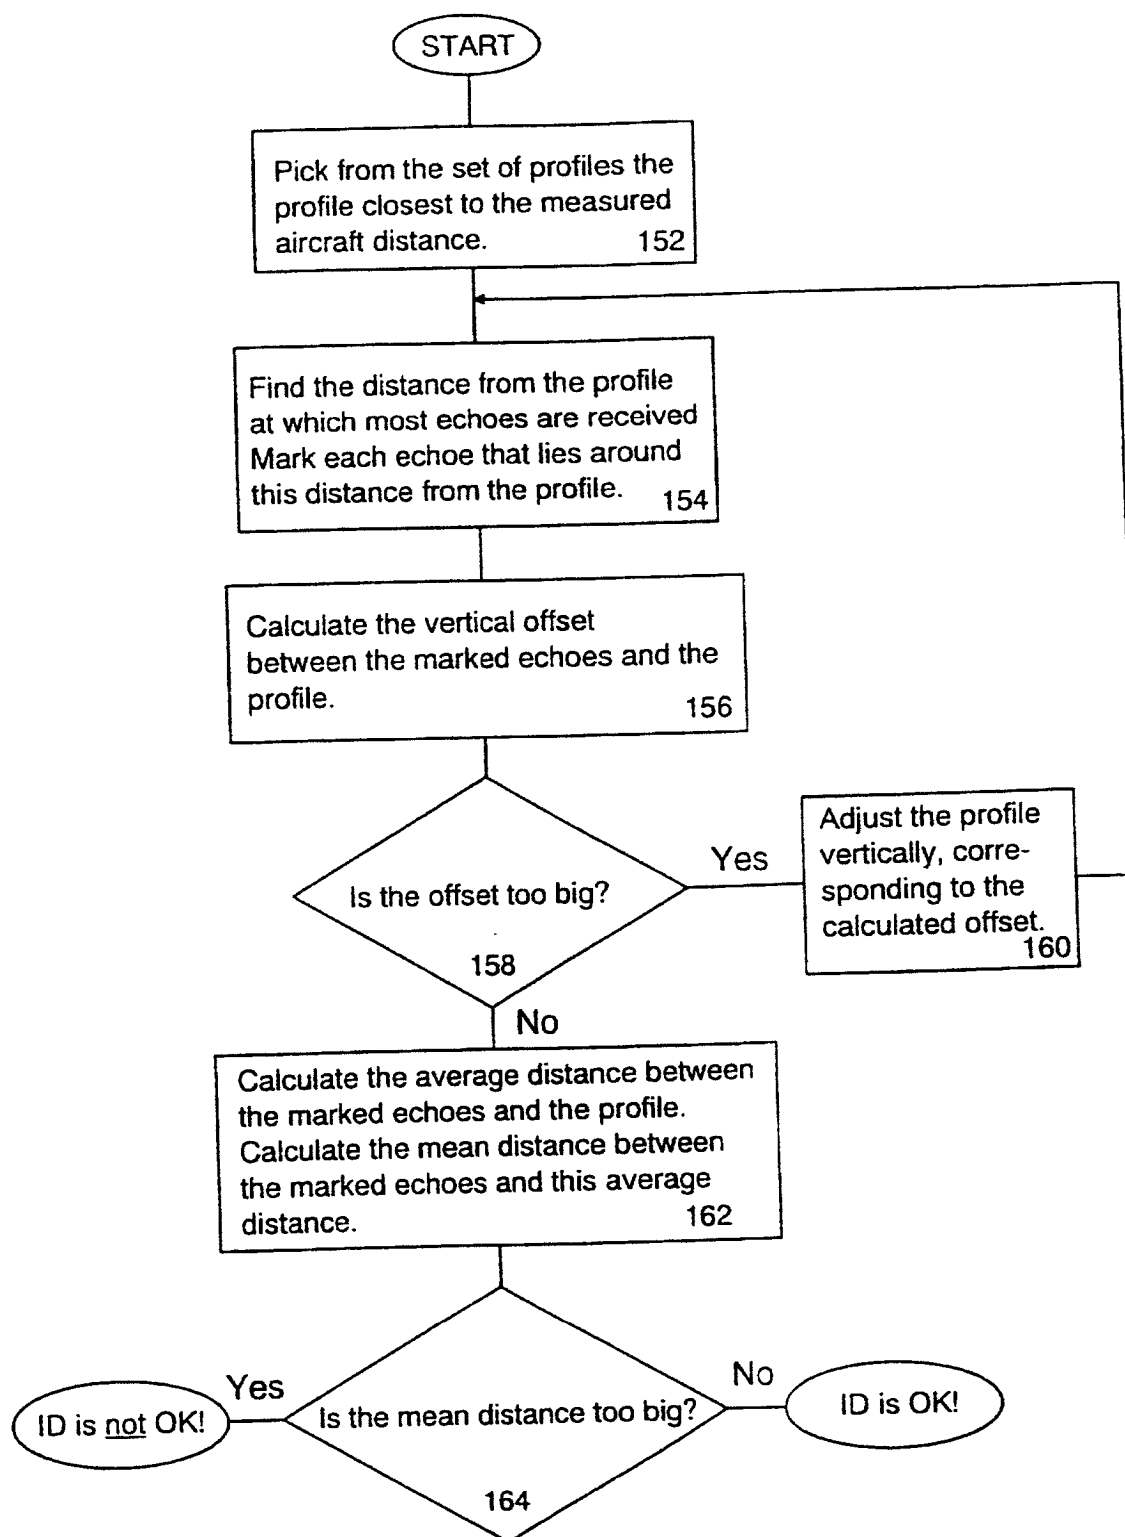 START
Pick from the set of profiles the
profile closest to the measured
aircraft distance.
152
Find the distance from the profile
at which most echoes are received
Mark each echoe that lies around
this distance from the profile.
154
Calculate the vertical offset
between the marked echoes and the
profile.
156
Is the offset too big?
158
Yes
Adjust the profile
vertically, corre-
sponding to the
calculated offset.
160
No
Calculate the average distance between
the marked echoes and the profile.
Calculate the mean distance between
the marked echoes and this average
distance.
162
Is the mean distance too big?
164
Yes
ID is not OK!
No
ID is OK!